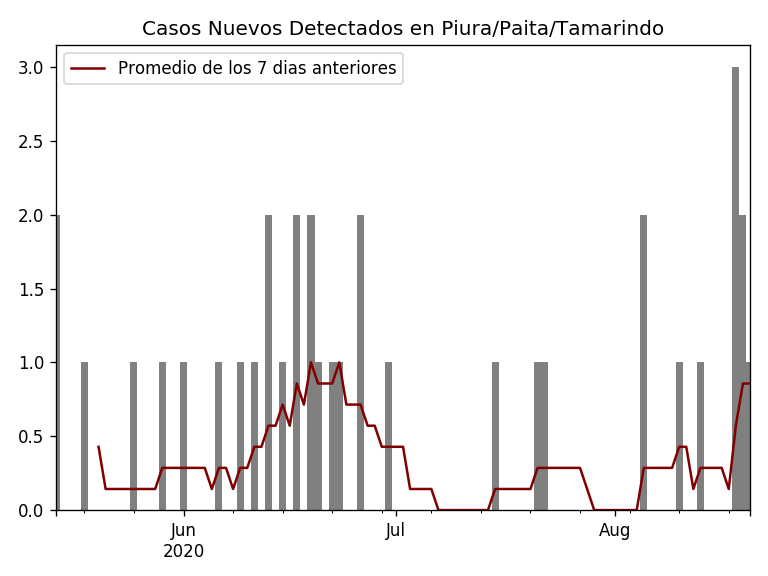 Casos Nuevos Detectados en Piura/Paita/Tamarindo
Promedio de los 7 dias anteriores
3.0
2.5
2.0
1.5
1.0
0.5
0.0
Jun
2020
Jul
Aug